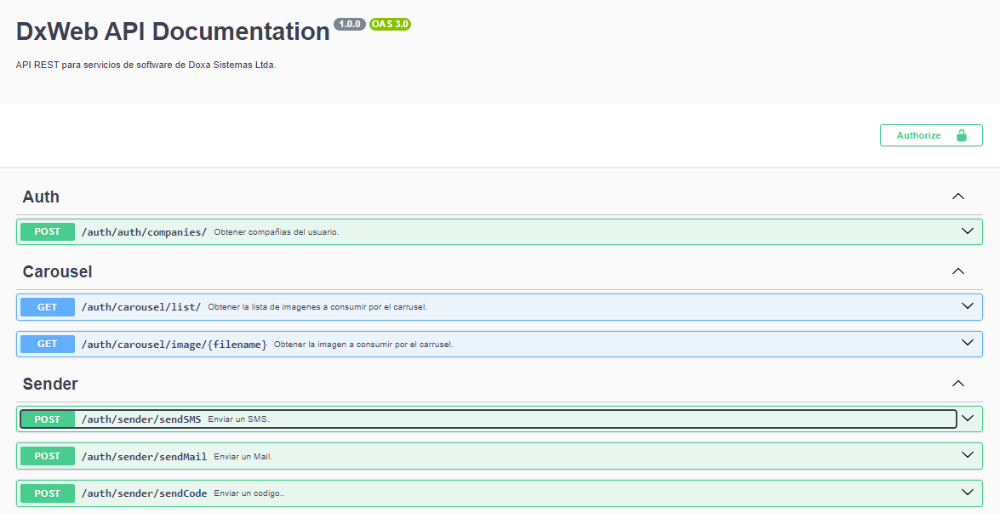 DxWeb API Documentation 1.0.0 OAS 3.0
API REST para servicios de software de Doxa Sistemas Ltda.
Authorize
Auth
POST /auth/auth/companies/ Obtener compañias del usuario.
Carousel
GET /auth/carousel/list/ Obtener la lista de imagenes a consumir por el carrusel.
GET /auth/carousel/image/{filename} Obtener la imagen a consumir por el carrusel.
Sender
POST /auth/sender/sendSMS Enviar un SMS.
POST /auth/sender/sendMail Enviar un Mail.
POST /auth/sender/sendCode Enviar un codigo..